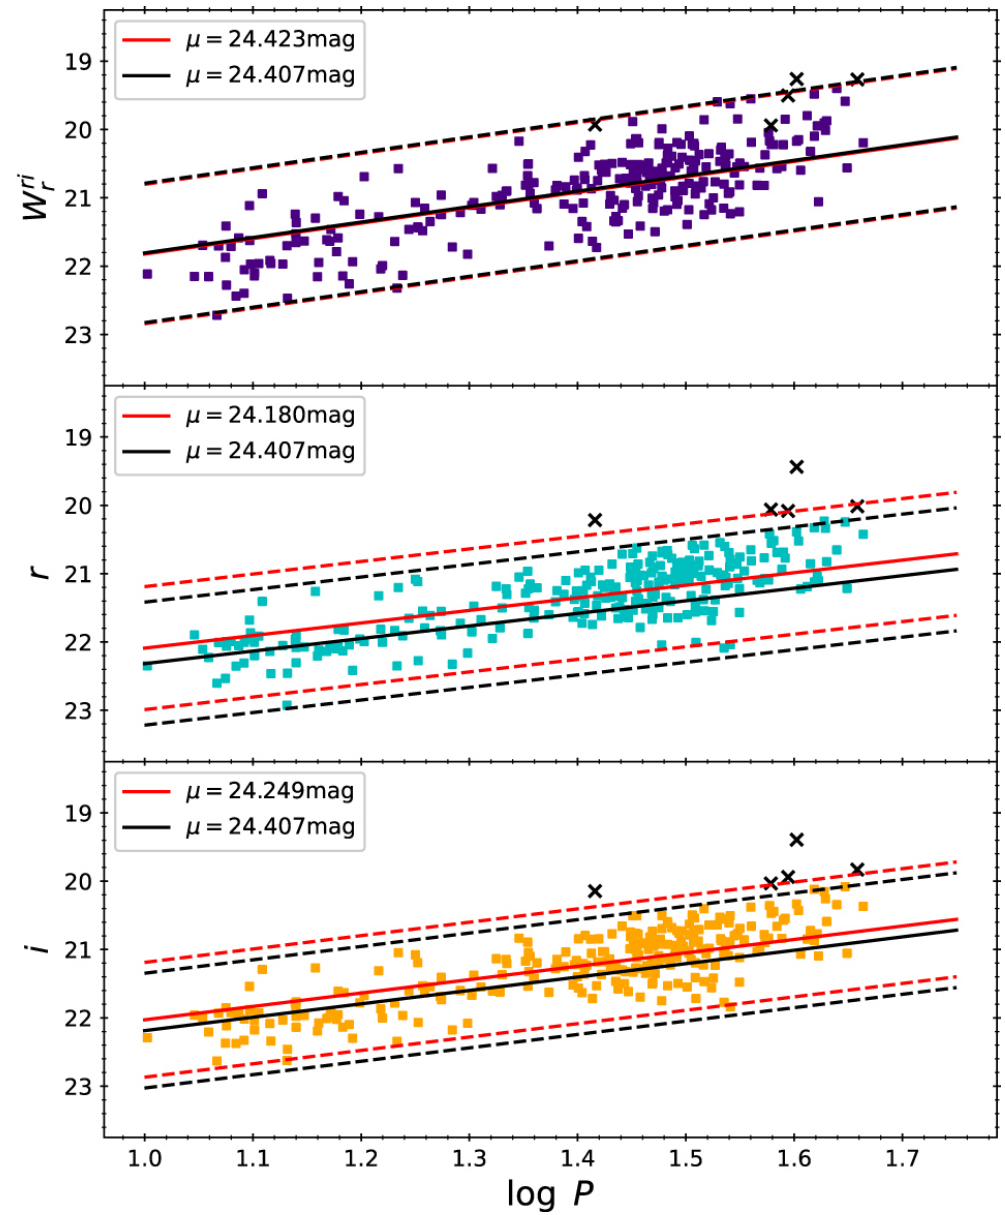 μ = 24.423mag
μ = 24.407mag
19
20
21
22
23
W_r^{ri}
μ = 24.180mag
μ = 24.407mag
19
20
21
22
23
r
μ = 24.249mag
μ = 24.407mag
19
20
21
22
23
i
1.0 1.1 1.2 1.3 1.4 1.5 1.6 1.7
log P